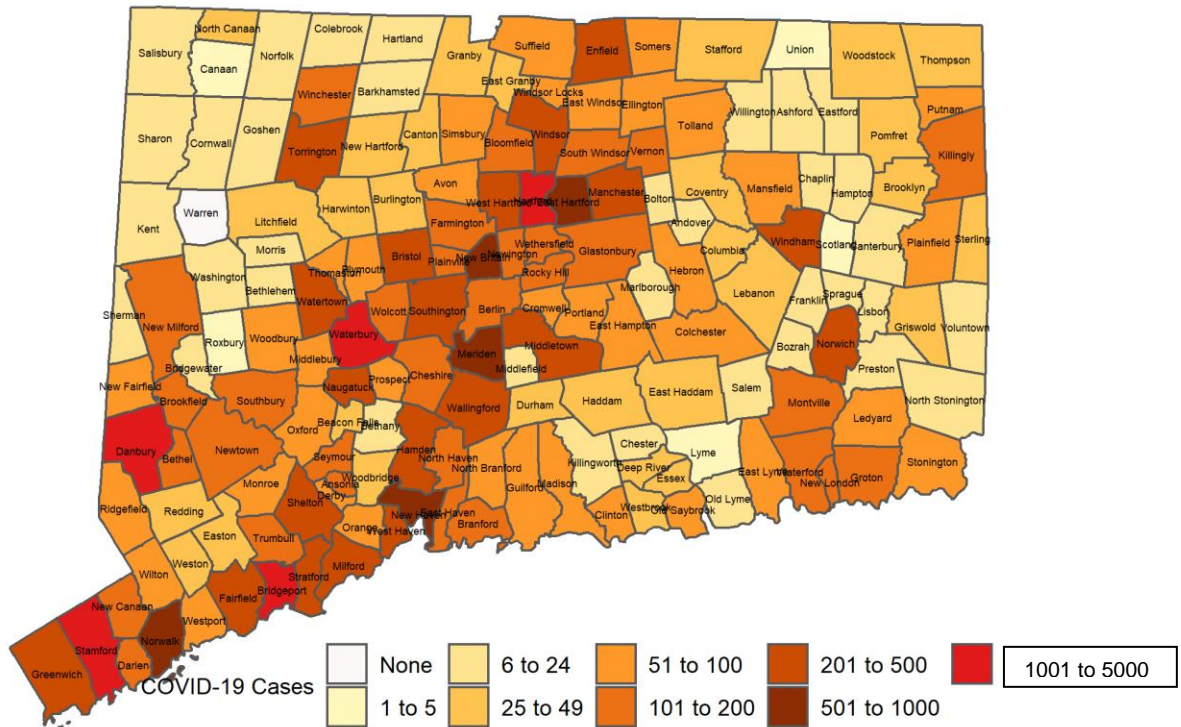 North Canaan
Colebrook
Hartland
Salisbury
Canaan
Norfolk
Granby
Suffield
Enfield
Somers
Stafford
Union
Woodstock
Thompson
East Granby
Windsor Locks
Winchester
Barkhamsted
East Windsor
Ellington
Willington
Ashford
Eastford
Putnam
Sharon
Cornwall
Goshen
Torrington
New Hartford
Canton
Simsbury
Bloomfield
Windsor
South Windsor
Vernon
Tolland
Pomfret
Killingly
Kent
Warren
Litchfield
Harwinton
Burlington
Avon
West Hartford
Hartford
East Hartford
Manchester
Bolton
Coventry
Mansfield
Chaplin
Hampton
Brooklyn
Andover
Farmington
Morris
Washington
Bethlehem
Thomaston
Plymouth
Bristol
Plainville
New Britain
Newington
Wethersfield
Rocky Hill
Glastonbury
Marlborough
Hebron
Columbia
Windham
Scotland
Canterbury
Plainfield
Sterling
Sherman
New Milford
Roxbury
Woodbury
Watertown
Waterbury
Wolcott
Southington
Berlin
Cromwell
Portland
East Hampton
Colchester
Lebanon
Franklin
Sprague
Lisbon
Griswold
Voluntown
Bridgewater
Middlebury
Naugatuck
Prospect
Cheshire
Meriden
Middlefield
Middletown
Bozrah
Norwich
Preston
New Fairfield
Brookfield
Southbury
Oxford
Beacon Falls
Bethany
Wallingford
Durham
Haddam
East Haddam
Salem
Montville
Ledyard
North Stonington
Danbury
Bethel
Newtown
Seymour
Hamden
North Haven
North Branford
Guilford
Madison
Killingworth
Chester
Deep River
Essex
Lyme
East Lyme
Waterford
New London
Groton
Stonington
Ridgefield
Redding
Monroe
Ansonia
Derby
Woodbridge
Shelton
Orange
New Haven
West Haven
East Haven
Branford
Clinton
Westbrook
Old Saybrook
Old Lyme
Wilton
Weston
Easton
Trumbull
Stratford
Milford
Bridgeport
Fairfield
Westport
New Canaan
Norwalk
Darien
Stamford
Greenwich
COVID-19 Cases
None
1 to 5
6 to 24
25 to 49
51 to 100
101 to 200
201 to 500
501 to 1000
1001 to 5000